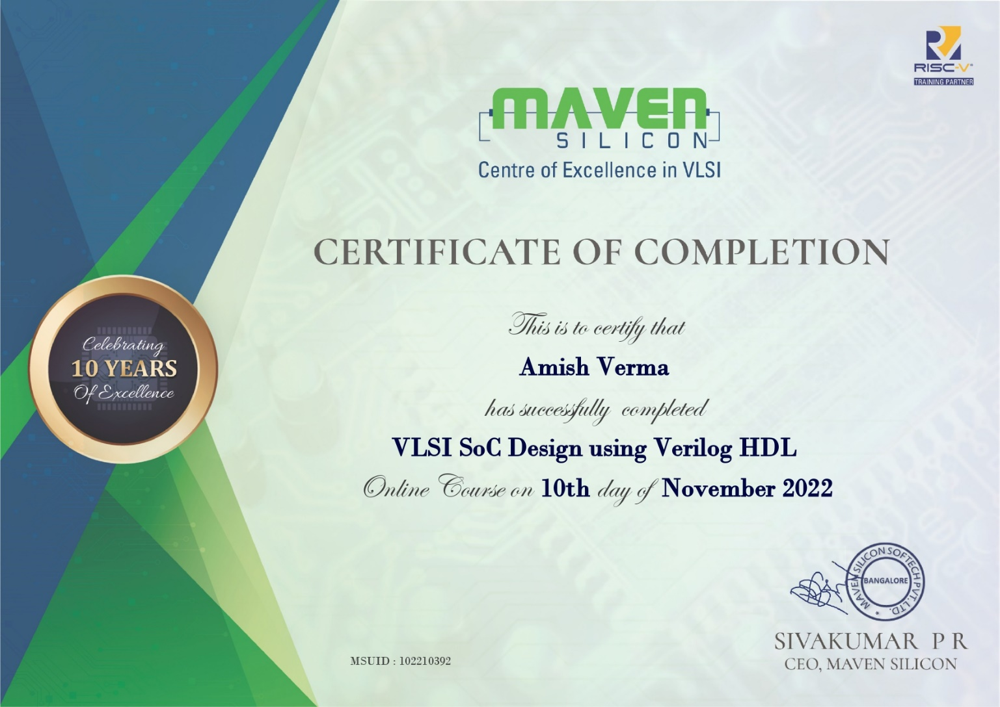 RISC-V®
TRAINING PARTNER
MAVEN
SILICON
Centre of Excellence in VLSI
CERTIFICATE OF COMPLETION
This is to certify that
Amish Verma
has successfully completed
VLSI SoC Design using Verilog HDL
Online Course on 10th day of November 2022
Celebrating
10 YEARS
Of Excellence
MAVEN SILICON SOFTECH PVT. LTD. *
BANGALORE
SIVAKUMAR P R
CEO, MAVEN SILICON
MSUID : 102210392